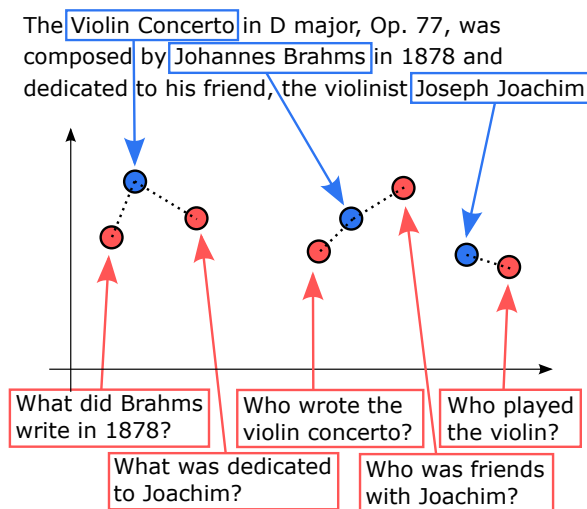 The Violin Concerto in D major, Op. 77, was
composed by Johannes Brahms in 1878 and
dedicated to his friend, the violinist Joseph Joachim
What did Brahms
write in 1878?
What was dedicated
to Joachim?
Who wrote the
violin concerto?
Who was friends
with Joachim?
Who played
the violin?